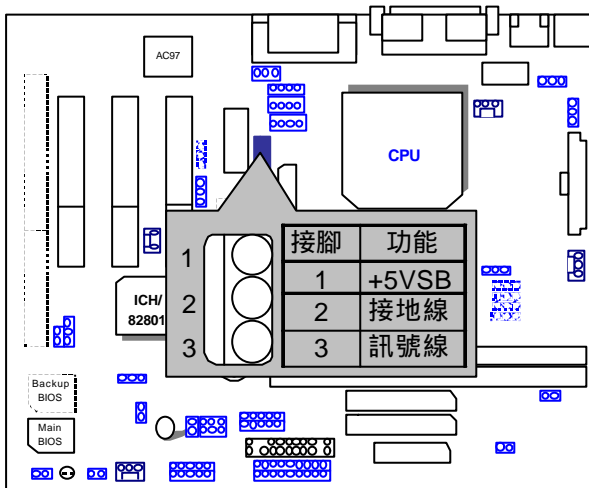 AC97
CPU
接腳 功能
1 +5VSB
2 接地線
3 訊號線
1
2
3
ICH/
82801
Backup
BIOS
Main
BIOS